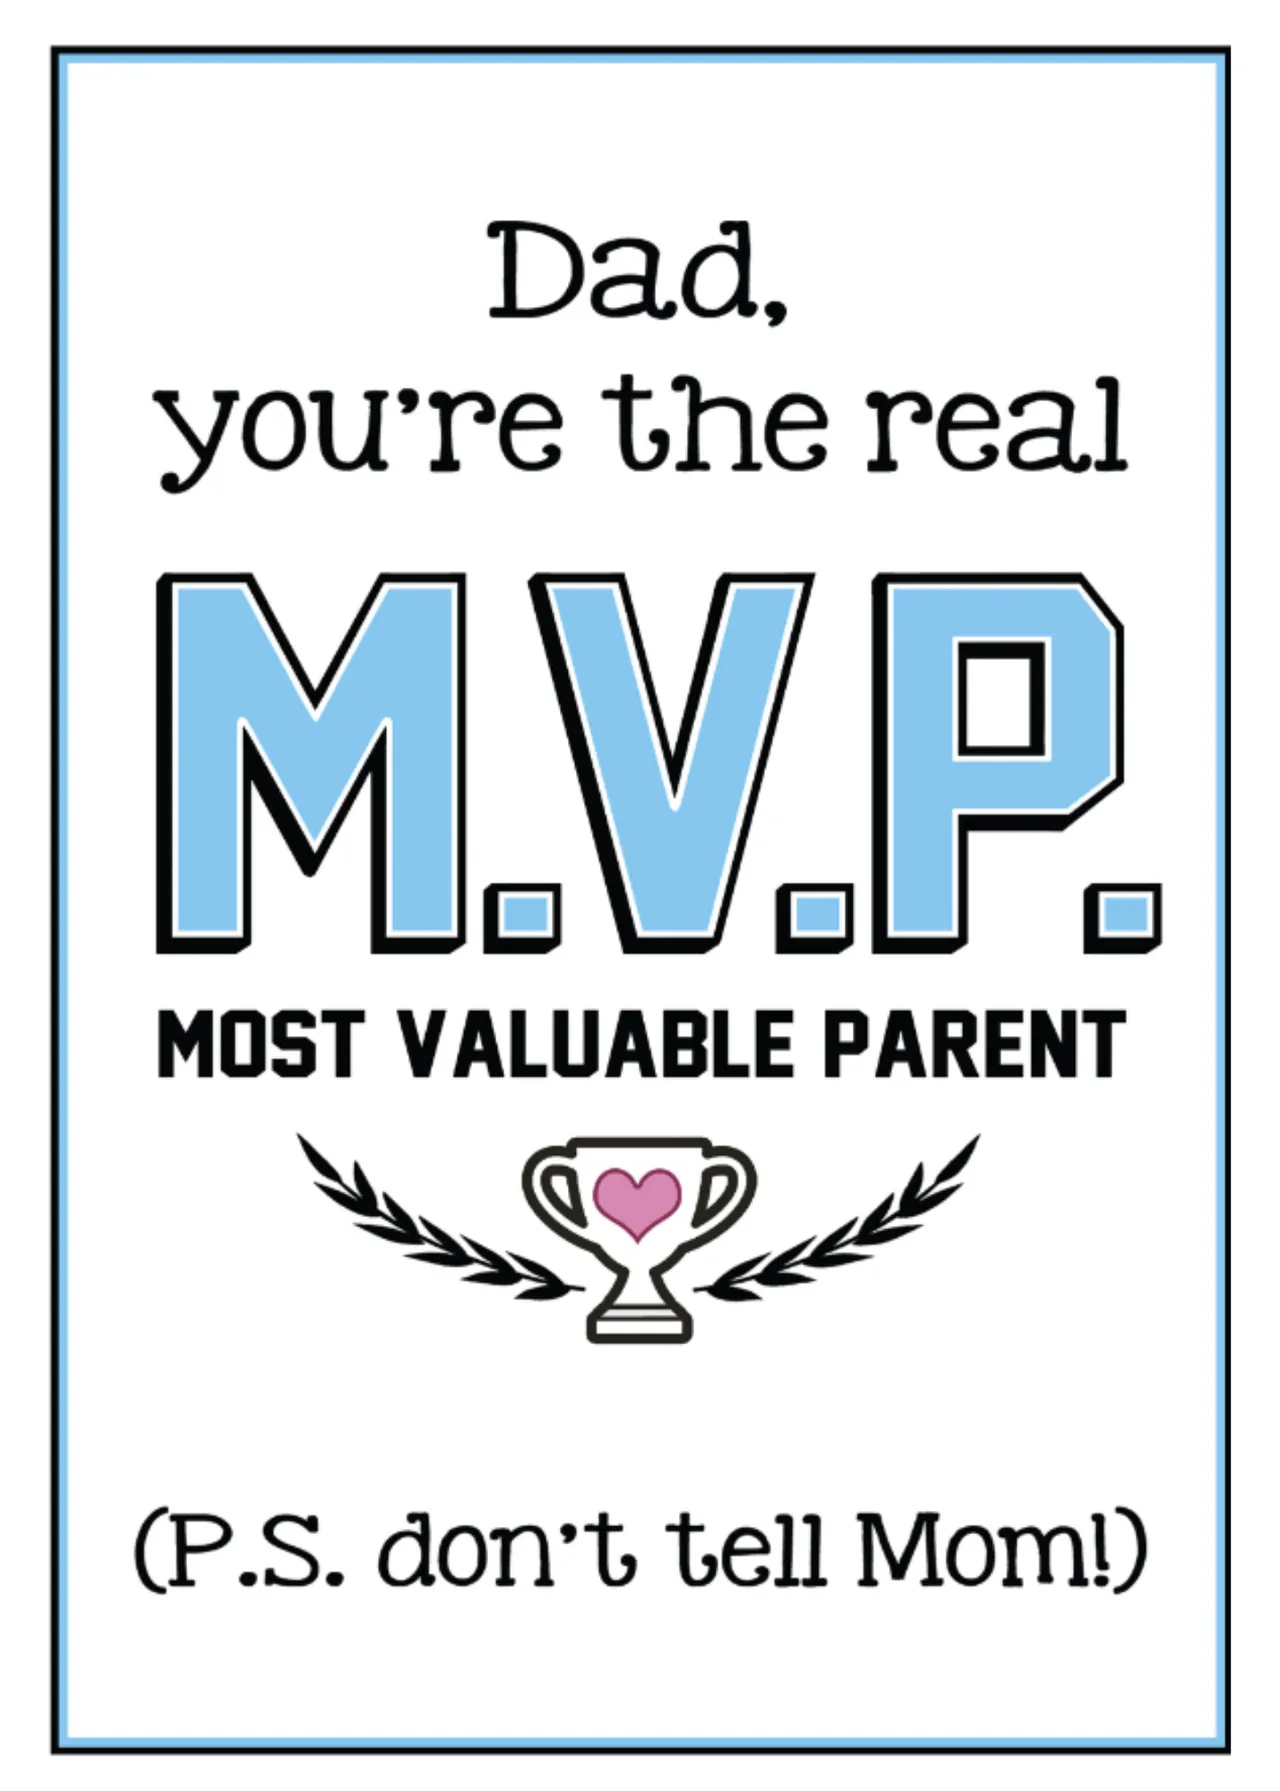 Dad,
you’re the real
M.V.P.
MOST VALUABLE PARENT
(P.S. don’t tell Mom!)